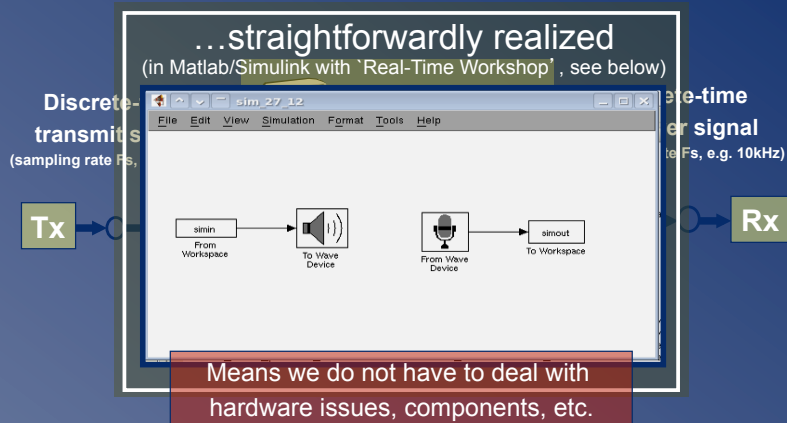 …straightforwardly realized
(in Matlab/Simulink with `Real-Time Workshop’, see below)
Discrete-
transmit s
(sampling rate Fs,
ete-time
er signal
te Fs, e.g. 10kHz)
sim_27_12
File Edit View Simulation Format Tools Help
Tx
simin
From
Workspace
To Wave
Device
From Wave
Device
simout
To Workspace
Rx
Means we do not have to deal with
hardware issues, components, etc.